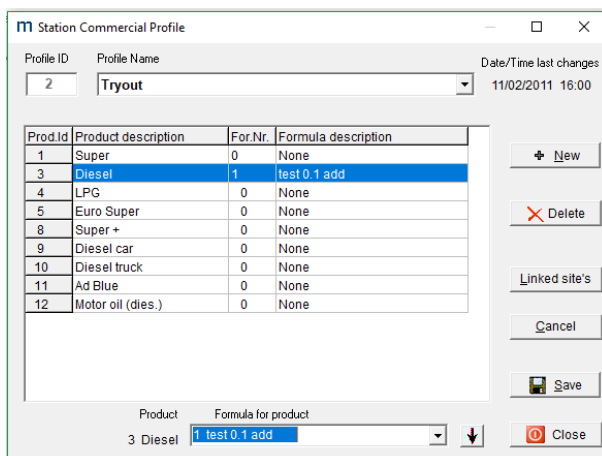 m Station Commercial Profile
Profile ID Profile Name Date/Time last changes
2 Tryout 11/02/2011 16:00
Prod.Id Product description For.Nr. Formula description
1 Super 0 None
3 Diesel 1 test 0.1 add
4 LPG 0 None
5 Euro Super 0 None
8 Super + 0 None
9 Diesel car 0 None
10 Diesel truck 0 None
11 Ad Blue 0 None
12 Motor oil (dies.) 0 None
New
Delete
Linked site's
Cancel
Save
Product Formula for product
3 Diesel 1 test 0.1 add
Close